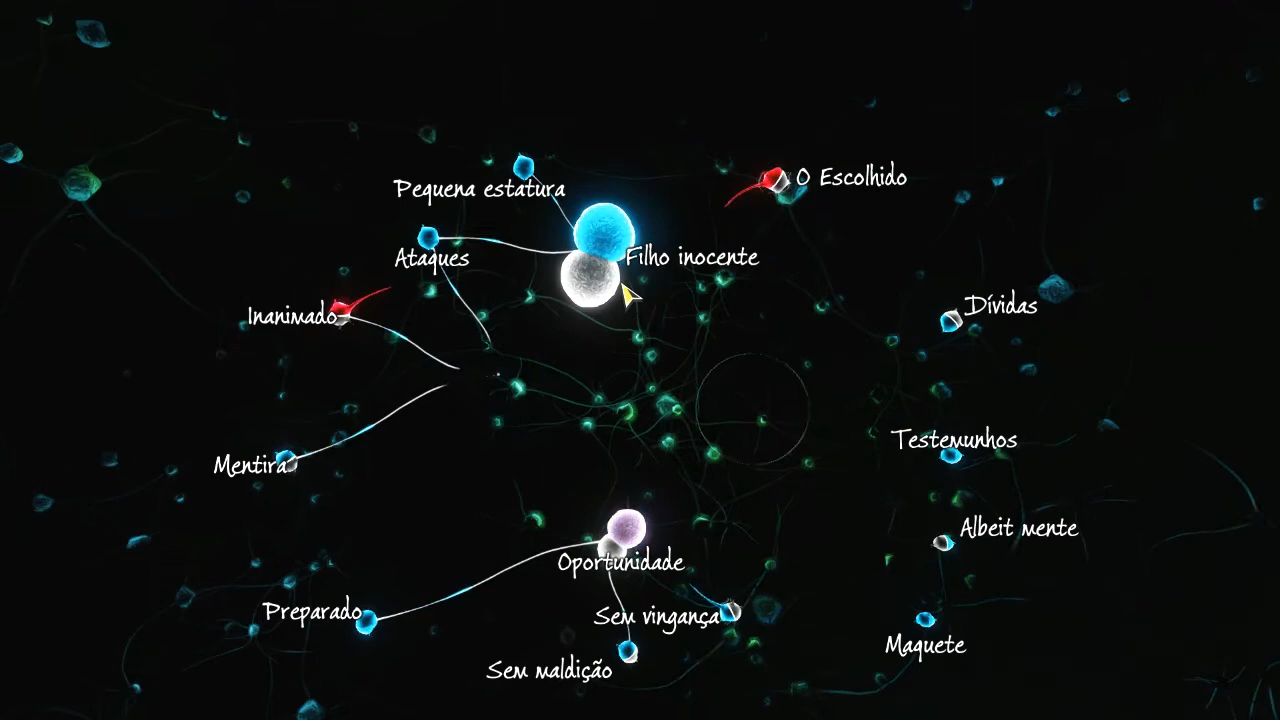 Pequena estatura
O Escolhido
Ataques
Filho inocente
Inanimado
Dívidas
Testemunhos
Mentira
Albeit mente
Oportunidade
Preparado
Sem vingança
Maquete
Sem maldição